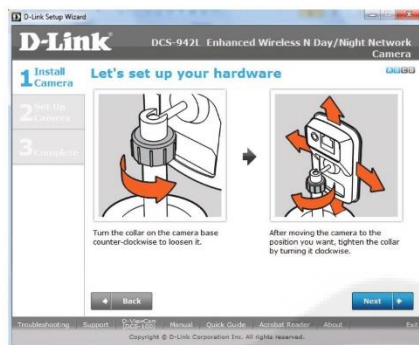 D-Link Setup Wizard
D-Link
DCS-942L Enhanced Wireless N Day/Night Network
Camera
1 Install
Camera
Let's set up your hardware
2 Set Up
Camera
3 Complete
Turn the collar on the camera base
counter-clockwise to loosen it.
After moving the camera to the
position you want, tighten the collar
by turning it clockwise.
Back
Next
Troubleshooting Support D-ViewCam (DCS-100) Manual Quick Guide Acrobat Reader About Exit
Copyright © D-Link Corporation Inc. All rights reserved.